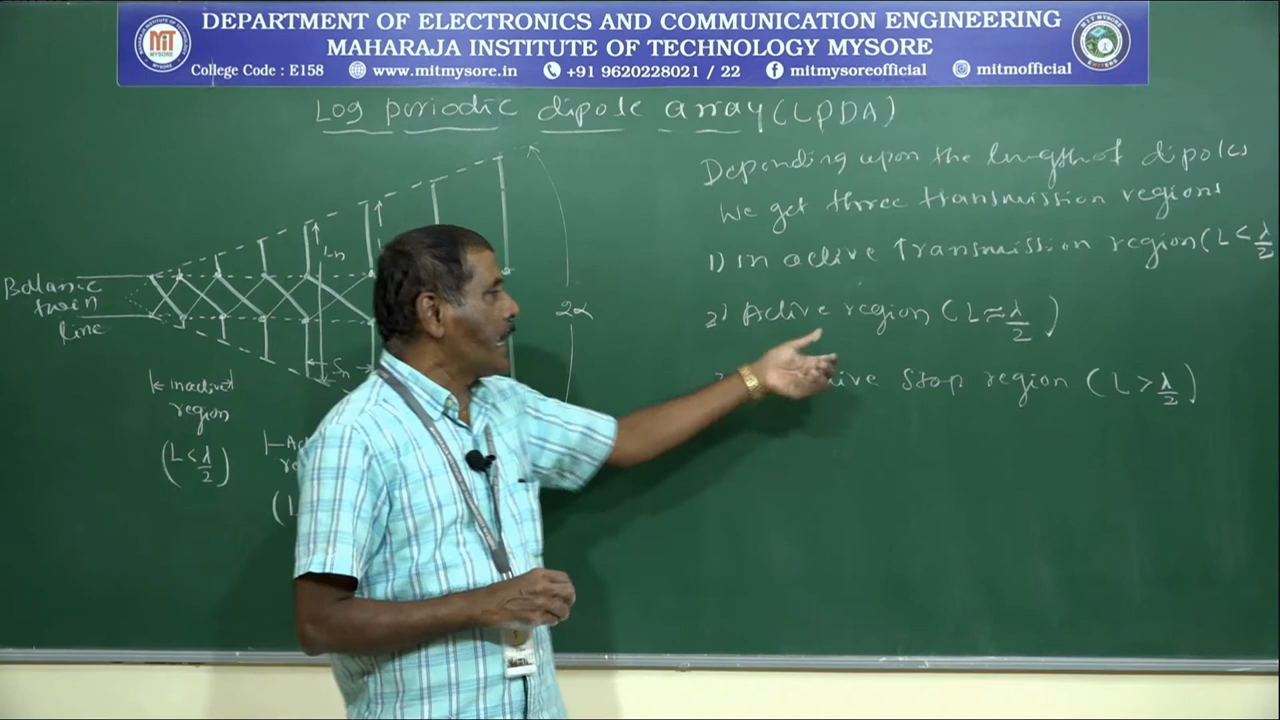 DEPARTMENT OF ELECTRONICS AND COMMUNICATION ENGINEERING
MAHARAJA INSTITUTE OF TECHNOLOGY MYSORE
College Code : E158 www.mitmysore.in +91 9620228021 / 22 mitmysoreofficial mitmofficial
MIT
MYSORE
Log periodic dipole array (LPDA)
Depending upon the length of dipoles
We get three transmission regions
1) In active transmission region (L < λ/2
2) Active region (L ≈ λ/2)
Stop region (L > λ/2)
Ln
Balance
twin
line
2α
Sn
Inactive
region
(L < λ/2)